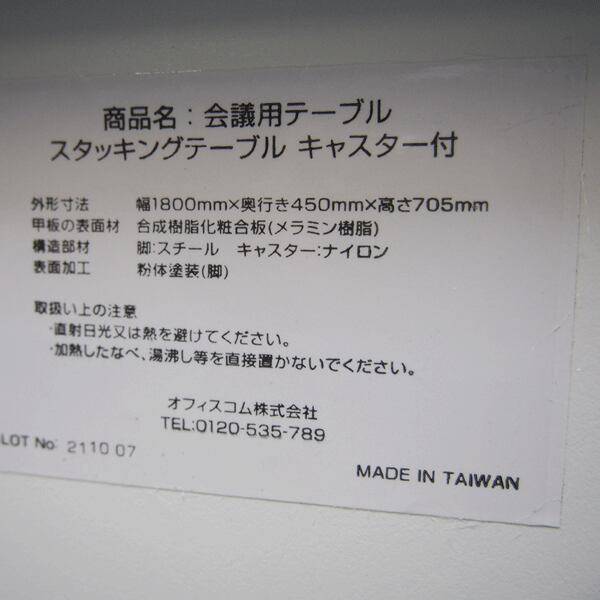 商品名：会議用テーブル
スタッキングテーブル キャスター付
外形寸法 幅1800mm×奥行き450mm×高さ705mm
甲板の表面材 合成樹脂化粧合板(メラミン樹脂)
構造部材 脚:スチール キャスター:ナイロン
表面加工 粉体塗装(脚)
取扱い上の注意
・直射日光又は熱を避けてください。
・加熱したなべ、湯沸し等を直接置かないでください。
オフィスコム株式会社
TEL:0120-535-789
LOT No: 2110 07
MADE IN TAIWAN